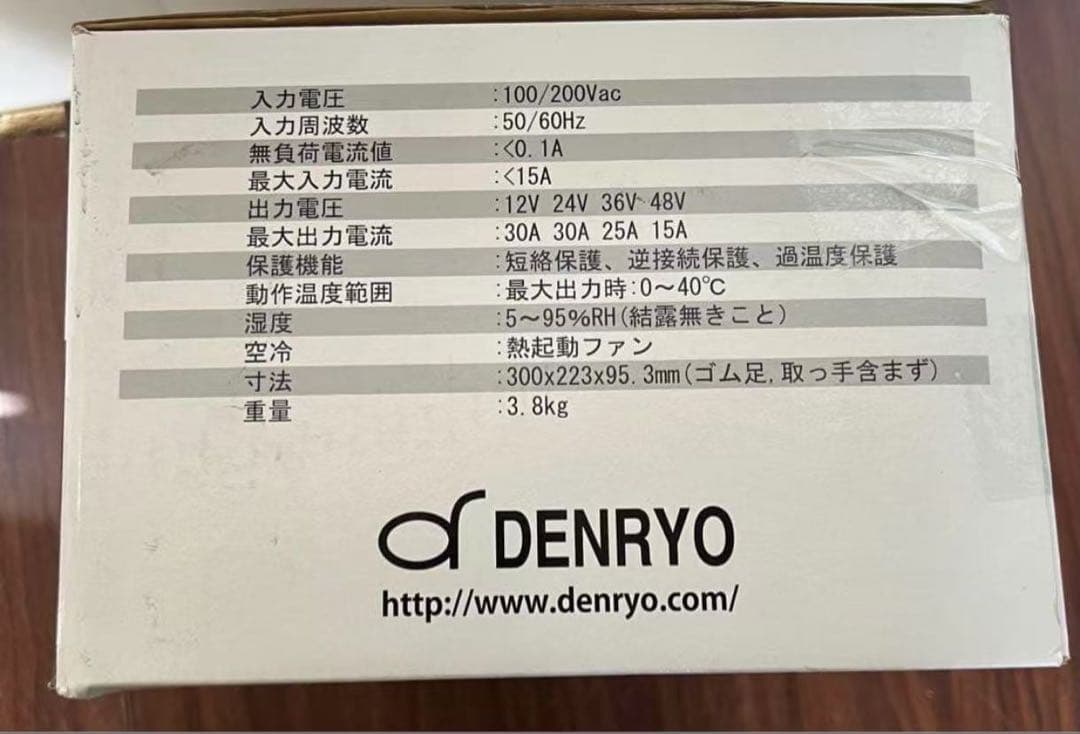 入力電圧 :100/200Vac
入力周波数 :50/60Hz
無負荷電流値 :<0.1A
最大入力電流 :<15A
出力電圧 :12V 24V 36V 48V
最大出力電流 :30A 30A 25A 15A
保護機能 :短絡保護、逆接続保護、過温度保護
動作温度範囲 :最大出力時:0～40℃
湿度 :5～95%RH(結露無きこと)
空冷 :熱起動ファン
寸法 :300x223x95.3mm(ゴム足,取っ手含まず)
重量 :3.8kg
DENRYO
http://www.denryo.com/